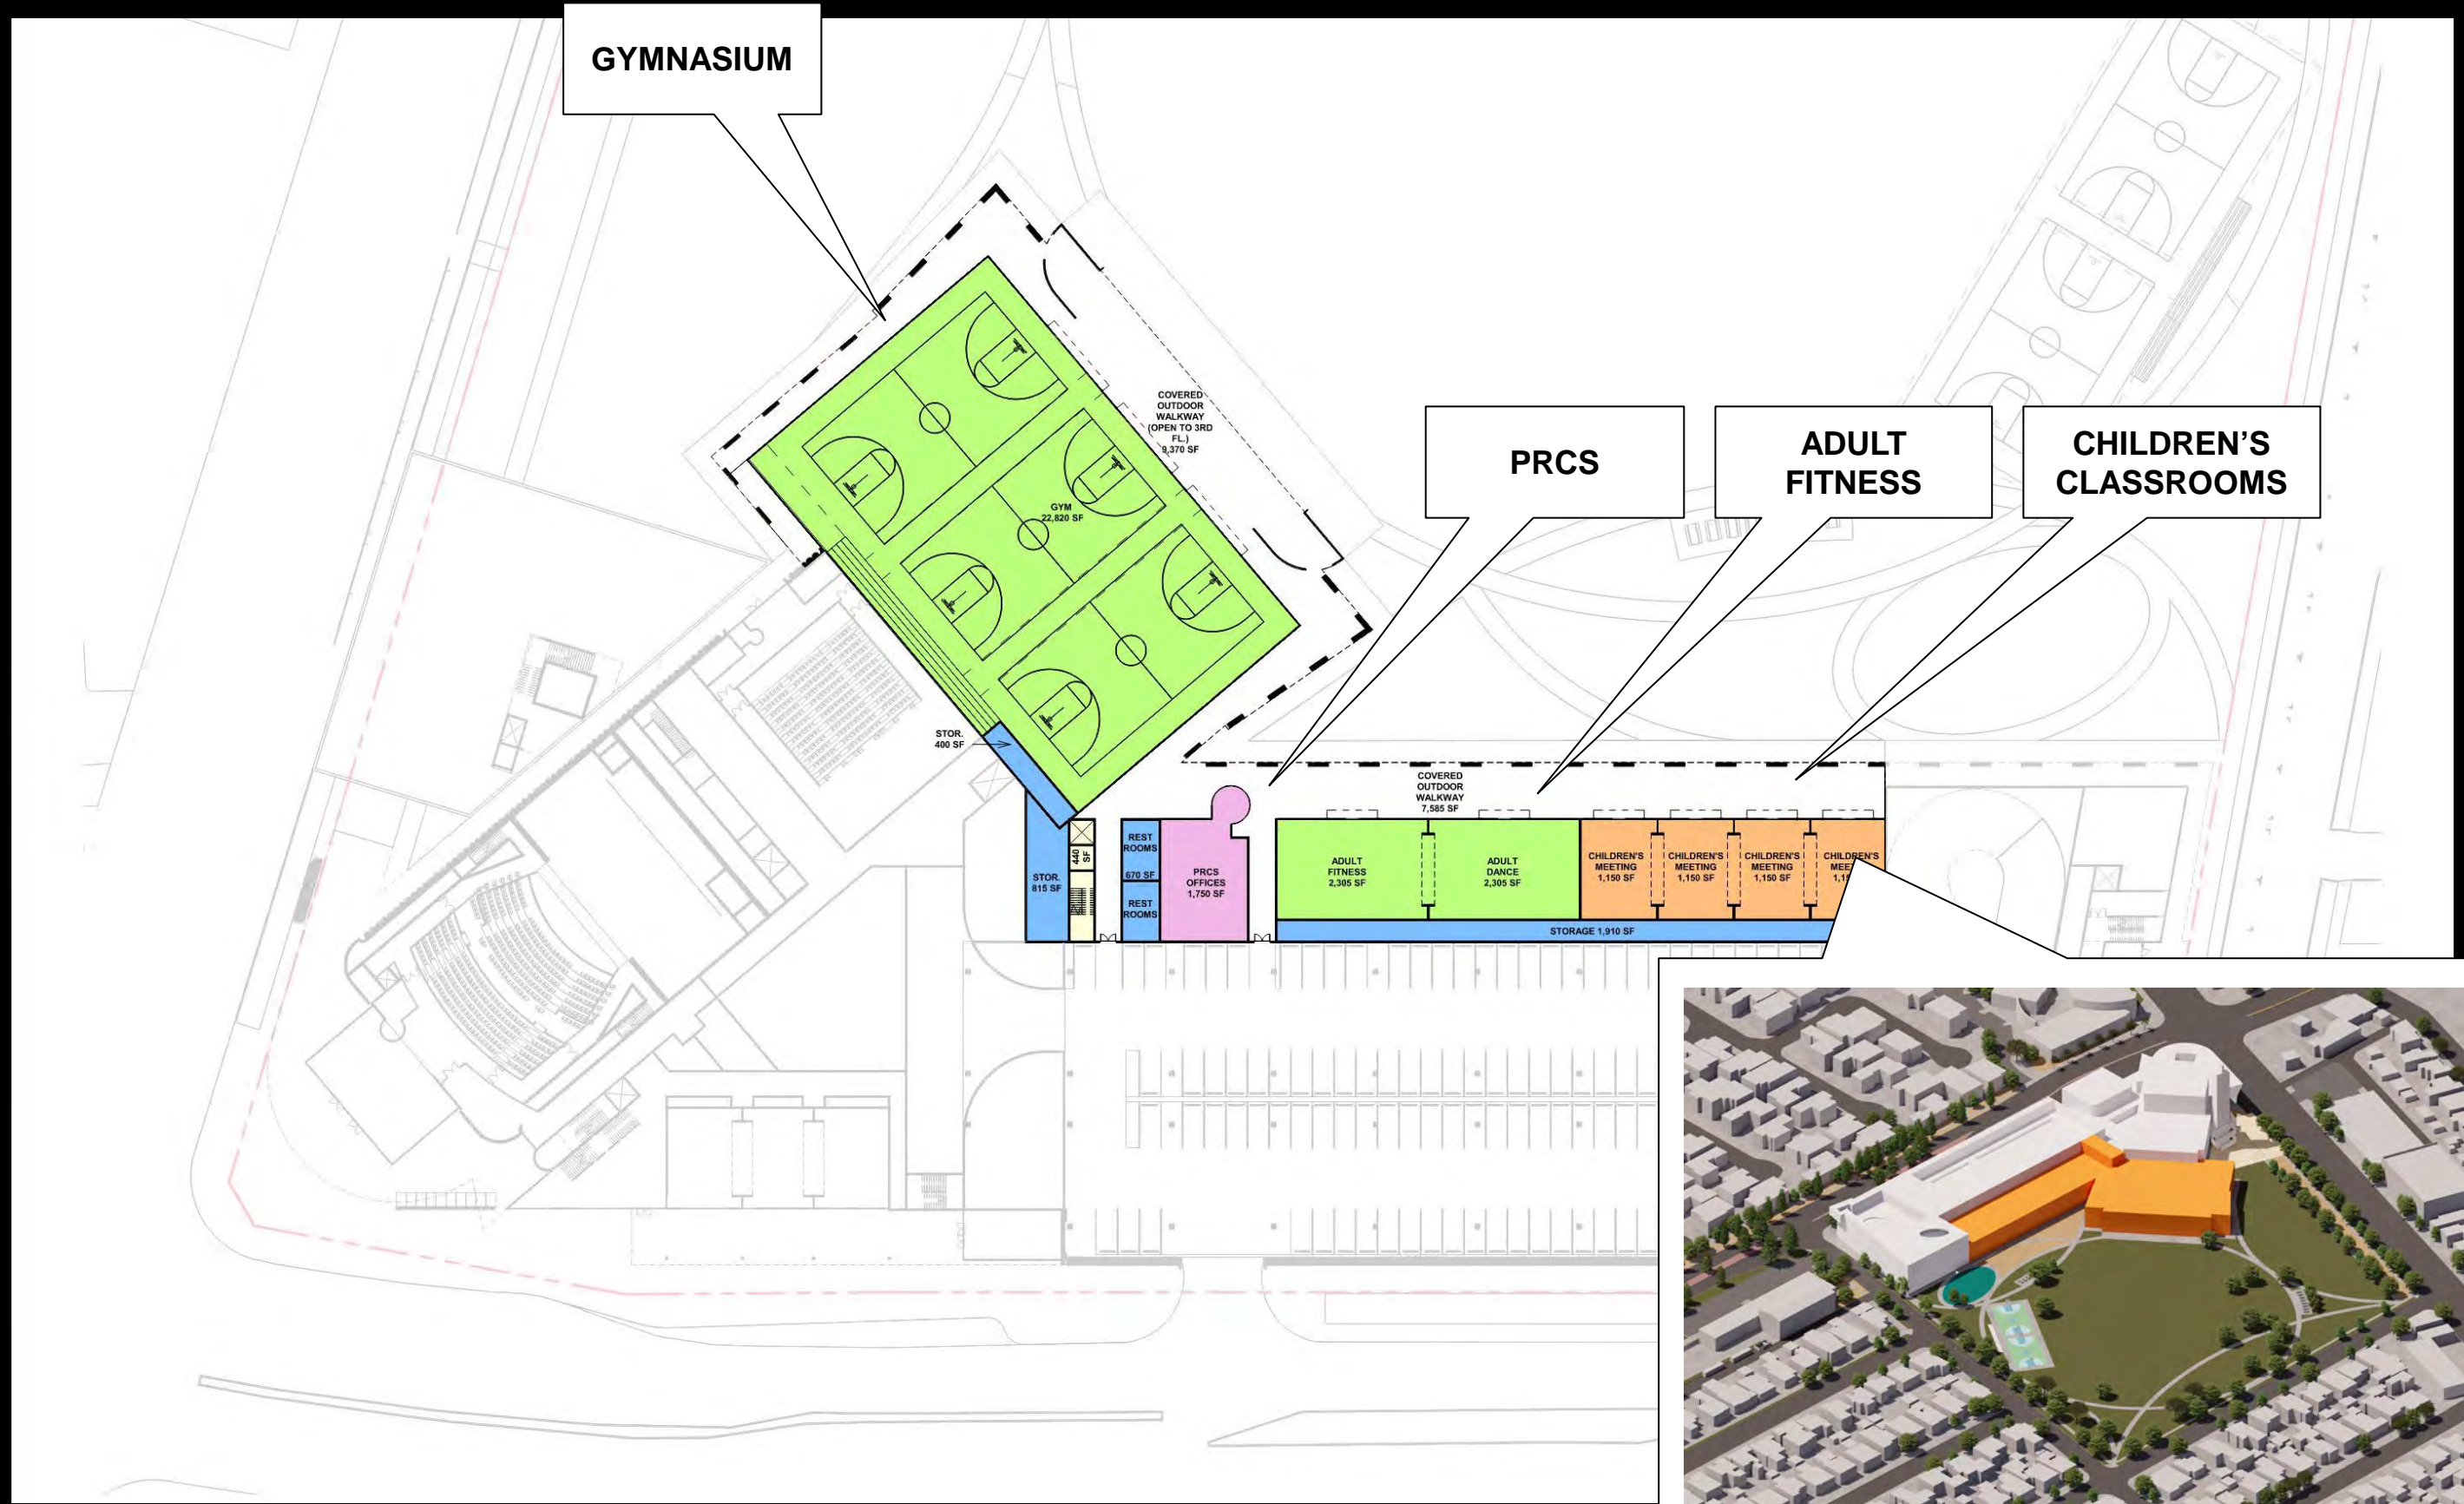 GYMNASIUM
COVERED
OUTDOOR
WALKWAY
(OPEN TO 3RD
FL.)
9,370 SF
PRCS
ADULT
FITNESS
CHILDREN'S
CLASSROOMS
GYM
22,820 SF
STOR.
400 SF
COVERED
OUTDOOR
WALKWAY
7,585 SF
STOR.
815 SF
440
SF
REST
ROOMS
670 SF
REST
ROOMS
PRCS
OFFICES
1,750 SF
ADULT
FITNESS
2,305 SF
ADULT
DANCE
2,305 SF
CHILDREN'S
MEETING
1,150 SF
CHILDREN'S
MEETING
1,150 SF
CHILDREN'S
MEETING
1,150 SF
CHILDREN'S
STORAGE 1,910 SF